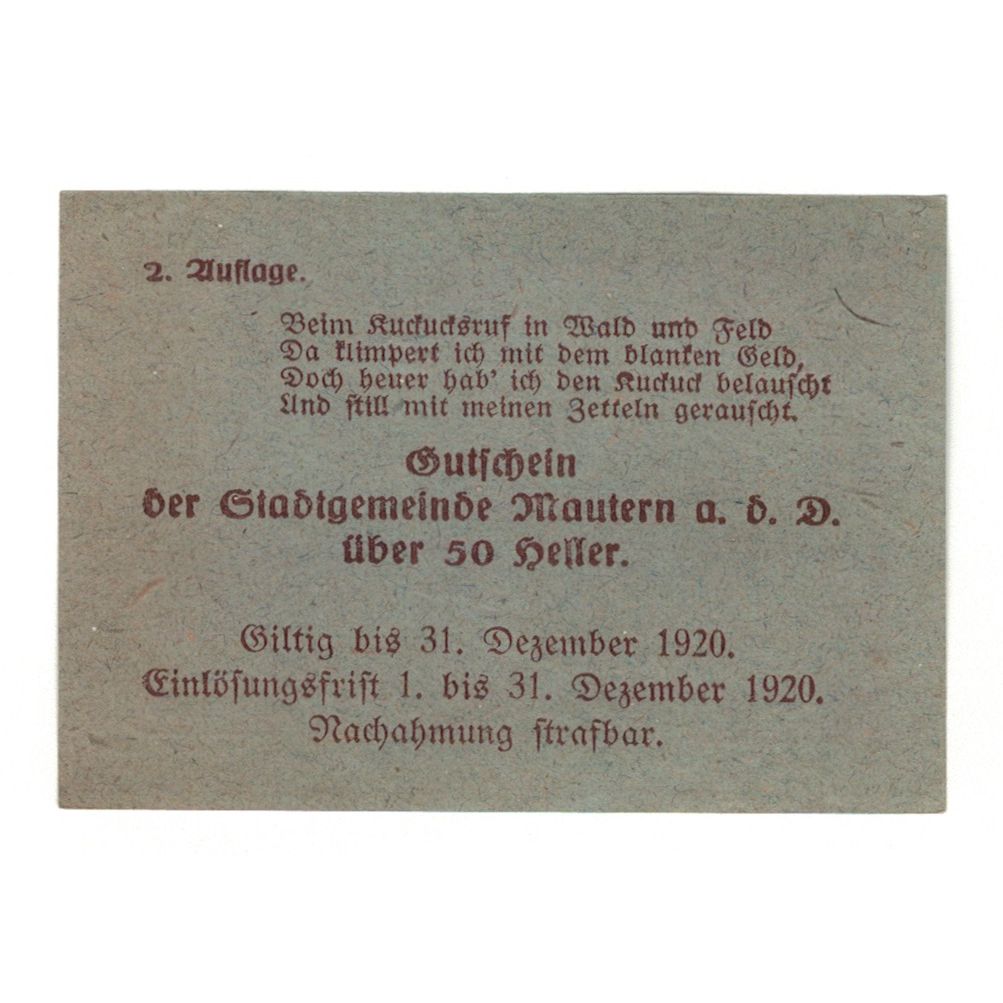 2. Auflage.
Beim Kuckucksruf in Wald und Feld
Da klimpert ich mit dem blanken Geld,
Doch heuer hab' ich den Kuckuck belauscht
Und still mit meinen Zetteln gerauscht.
Gutschein
der Stadtgemeinde Mautern a. d. D.
über 50 Heller.
Giltig bis 31. Dezember 1920.
Einlösungsfrist 1. bis 31. Dezember 1920.
Nachahmung strafbar.